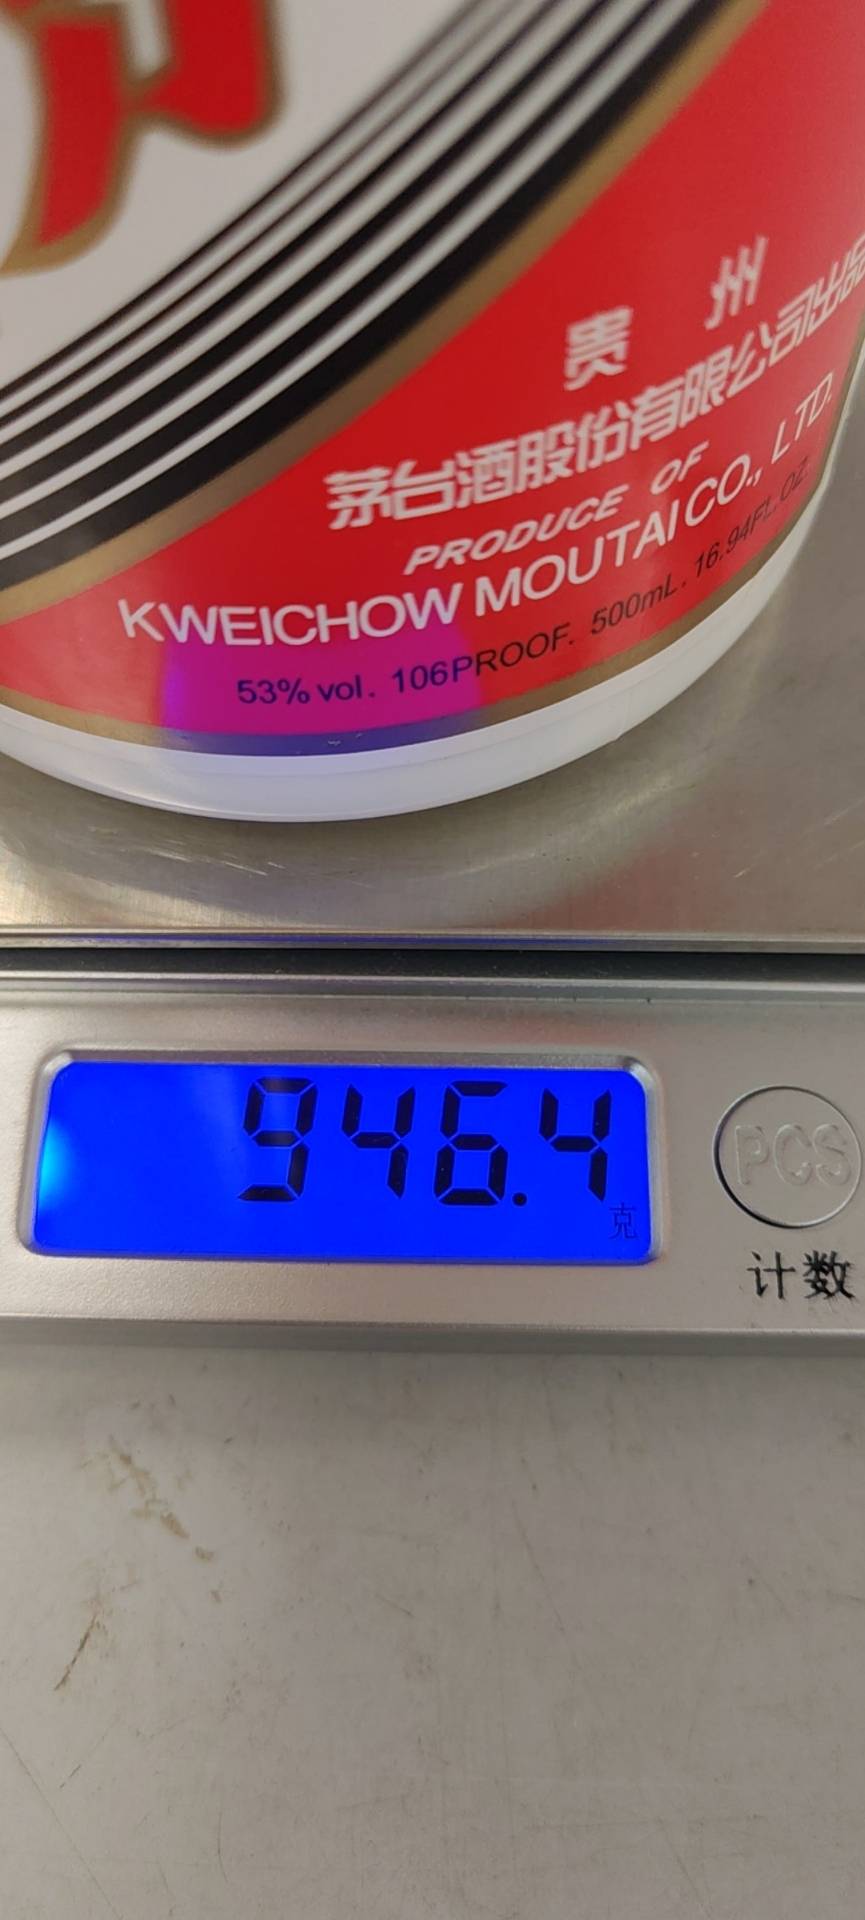 贵 州
茅台酒股份有限公司出品
PRODUCE OF
KWEICHOW MOUTAI CO., LTD.
53% vol. 106PROOF. 500mL. 16.94FL.OZ.
946.4
克
PCS
计数